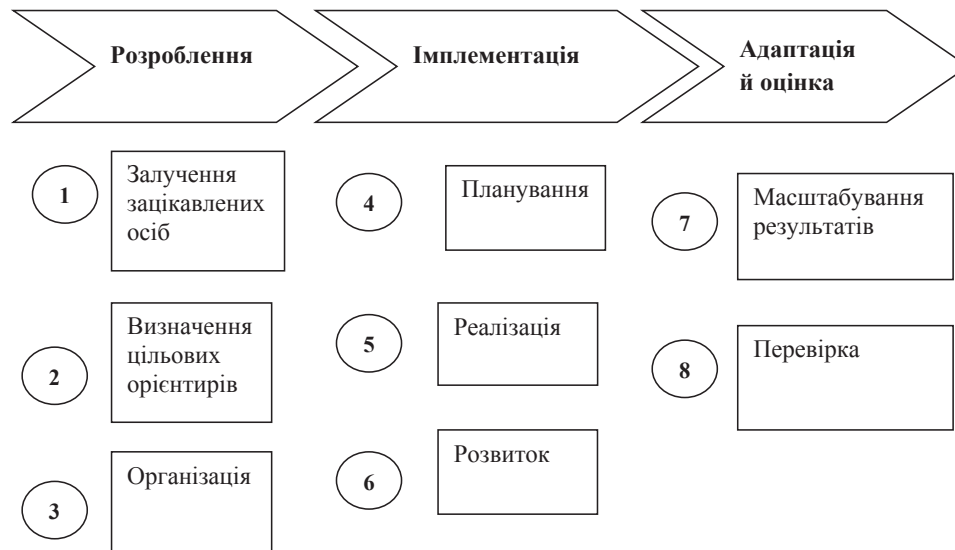 Розроблення
Імплементація
Адаптація
й оцінка
1
Залучення
зацікавлених
осіб
2
Визначення
цільових
орієнтирів
3
Організація
4
Планування
5
Реалізація
6
Розвиток
7
Масштабування
результатів
8
Перевірка